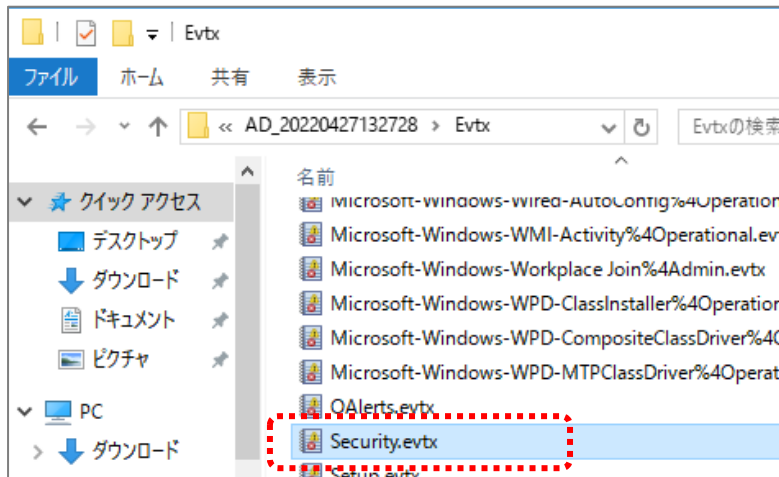 Evtx
ファイル ホーム 共有 表示
« AD_20220427132728 > Evtx
Evtxの検索
名前
クイック アクセス
デスクトップ
ダウンロード
ドキュメント
ピクチャ
PC
ダウンロード
Microsoft-Windows-Wired-AutoConfig%4Operation
Microsoft-Windows-WMI-Activity%4Operational.ev
Microsoft-Windows-Workplace Join%4Admin.evtx
Microsoft-Windows-WPD-ClassInstaller%4Operation
Microsoft-Windows-WPD-CompositeClassDriver%4O
Microsoft-Windows-WPD-MTPClassDriver%4Operat
OAlerts.evtx
Security.evtx
Setup.evtx